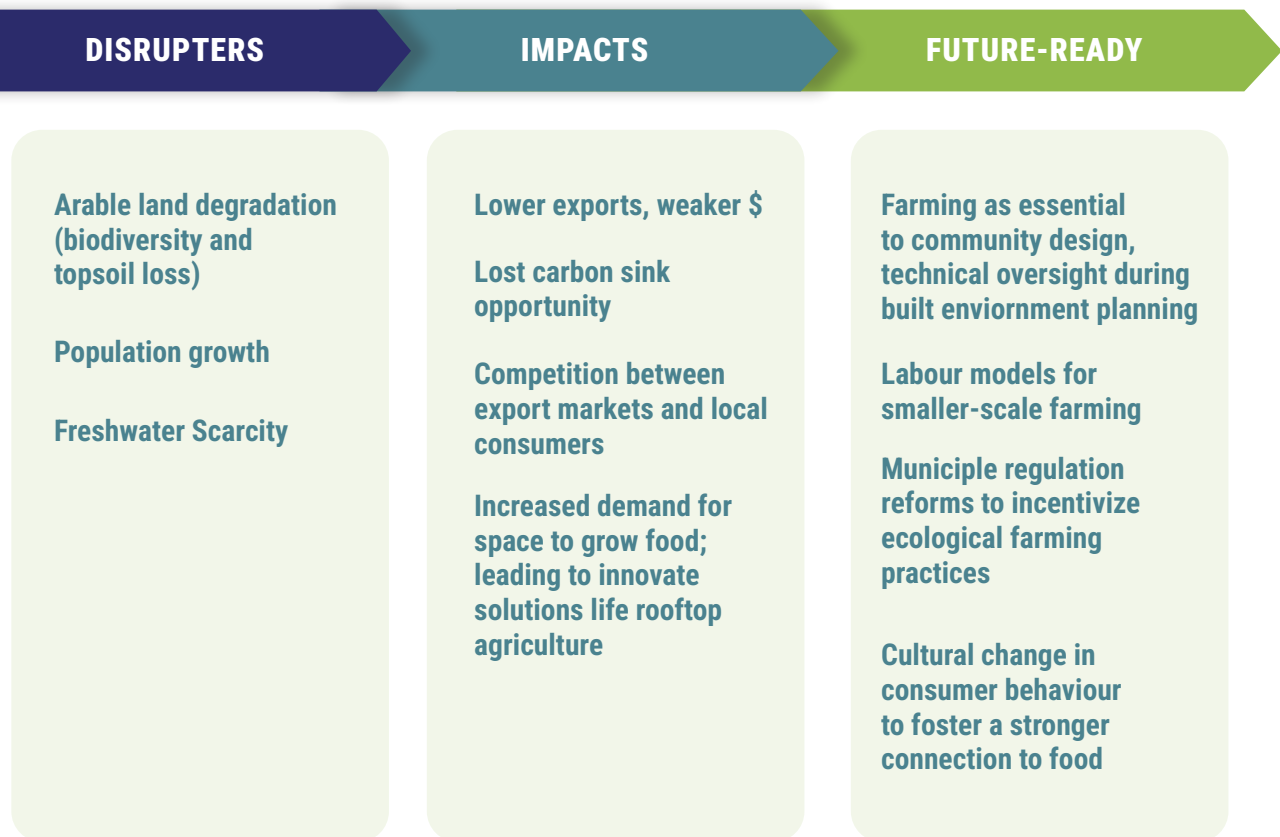 DISRUPTERS
IMPACTS
FUTURE-READY
Arable land degradation
(biodiversity and
topsoil loss)
Population growth
Freshwater Scarcity
Lower exports, weaker $
Lost carbon sink
opportunity
Competition between
export markets and local
consumers
Increased demand for
space to grow food;
leading to innovate
solutions life rooftop
agriculture
Farming as essential
to community design,
technical oversight during
built enviornment planning
Labour models for
smaller-scale farming
Municiple regulation
reforms to incentivize
ecological farming
practices
Cultural change in
consumer behaviour
to foster a stronger
connection to food